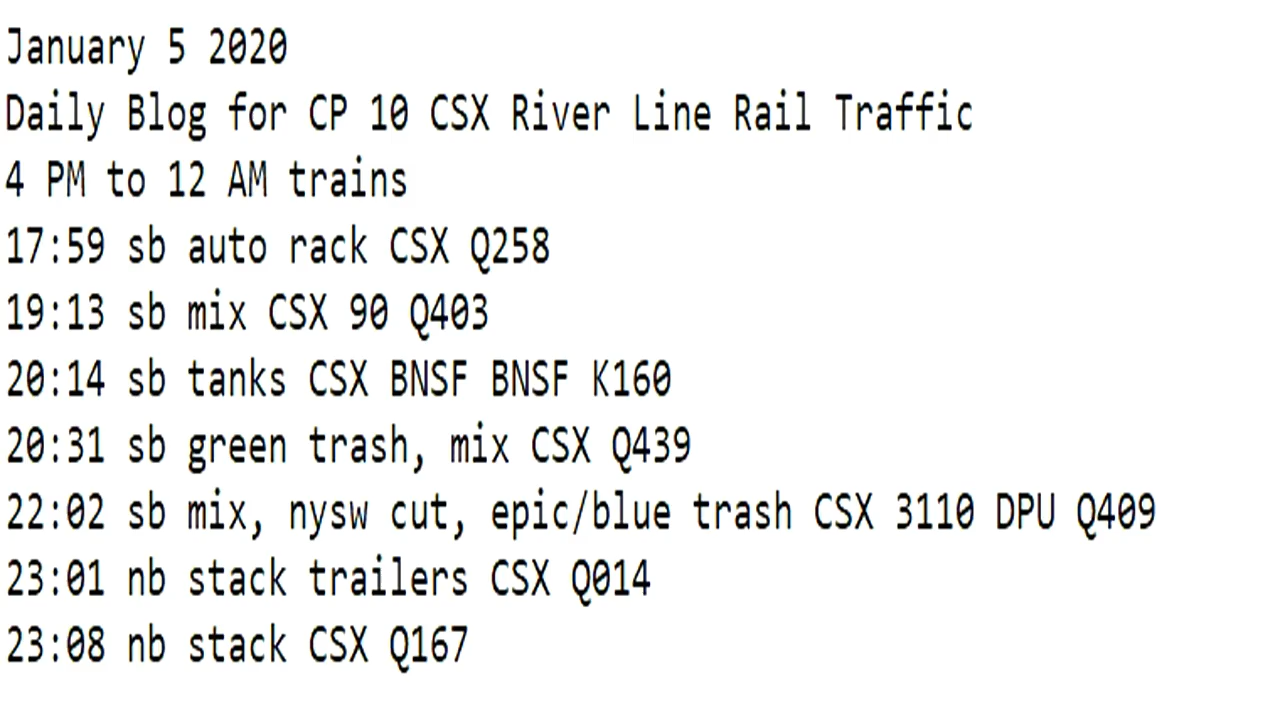 January 5 2020
Daily Blog for CP 10 CSX River Line Rail Traffic
4 PM to 12 AM trains
17:59 sb auto rack CSX Q258
19:13 sb mix CSX 90 Q403
20:14 sb tanks CSX BNSF BNSF K160
20:31 sb green trash, mix CSX Q439
22:02 sb mix, nysw cut, epic/blue trash CSX 3110 DPU Q409
23:01 nb stack trailers CSX Q014
23:08 nb stack CSX Q167